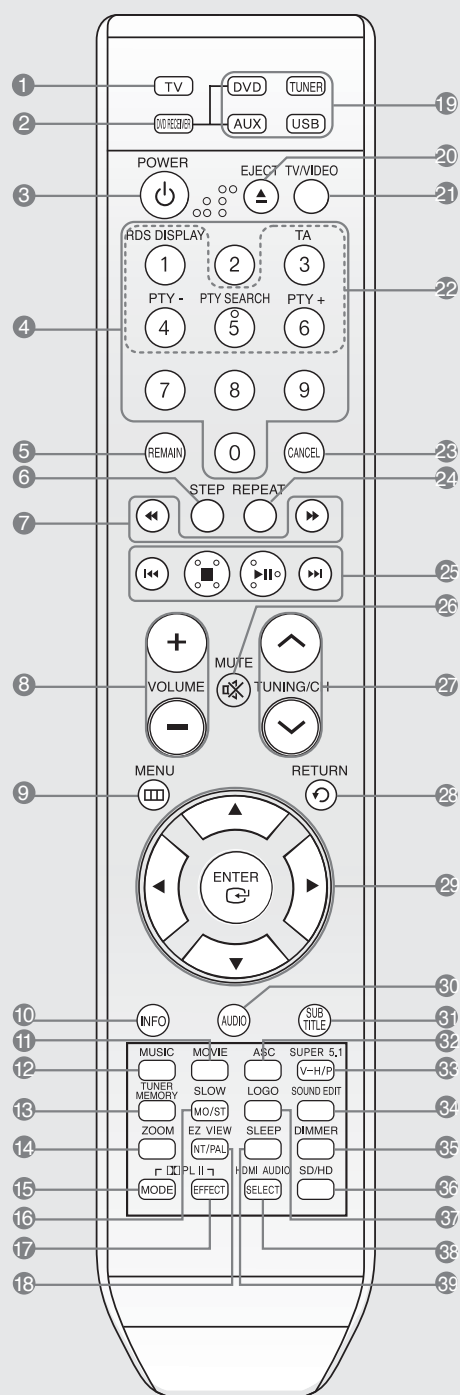 1 TV DVD TUNER 19
2 DVD RECEIVER AUX USB
POWER EJECT TV/VIDEO 20
3 21
RDS DISPLAY TA
1 2 3
22
PTY - PTY SEARCH PTY +
4 4 5 6
7 8 9
5 REMAIN 0 CANCEL 23
6 STEP REPEAT 24
7
25
26
MUTE
8 VOLUME TUNING/CH 27
MENU RETURN
9 28
ENTER
29
30
10 INFO AUDIO SUB TITLE 31
11 32
MUSIC MOVIE ASC SUPER 5.1
12 V-H/P 33
TUNER MEMORY SLOW LOGO SOUND EDIT
13 MO/ST 34
ZOOM EZ VIEW SLEEP DIMMER
14 NT/PAL 35
PL II HDMI AUDIO SD/HD
15 MODE EFFECT SELECT 36
16 37
17 38
18 39